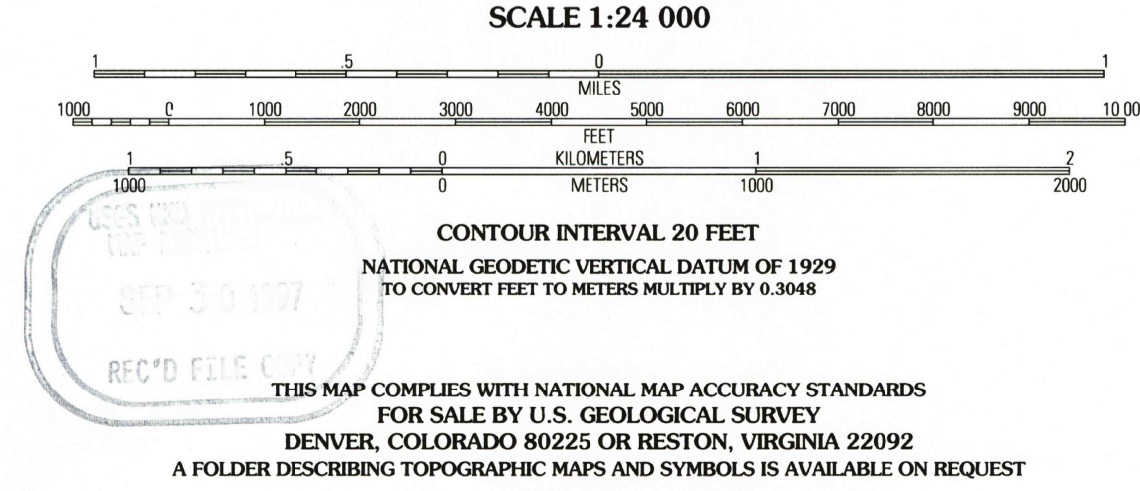 SCALE 1:24 000
1 .5 0 1
MILES
1000 0 1000 2000 3000 4000 5000 6000 7000 8000 9000 10 00
FEET
1 .5 0 KILOMETERS 1 2
1000 0 METERS 1000 2000
CONTOUR INTERVAL 20 FEET
NATIONAL GEODETIC VERTICAL DATUM OF 1929
TO CONVERT FEET TO METERS MULTIPLY BY 0.3048
USGS
SEP 30 1997
REC'D FILE COPY
THIS MAP COMPLIES WITH NATIONAL MAP ACCURACY STANDARDS
FOR SALE BY U.S. GEOLOGICAL SURVEY
DENVER, COLORADO 80225 OR RESTON, VIRGINIA 22092
A FOLDER DESCRIBING TOPOGRAPHIC MAPS AND SYMBOLS IS AVAILABLE ON REQUEST